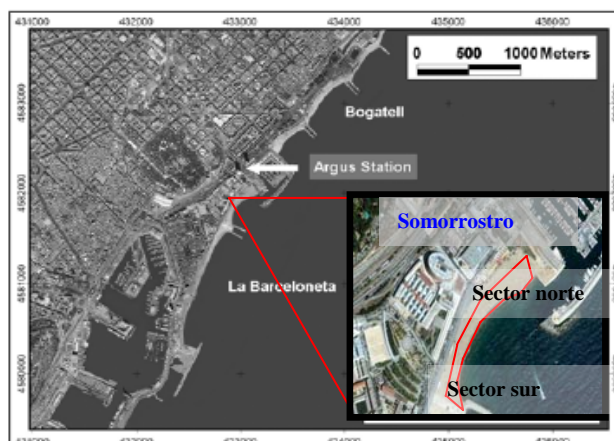 431000 432000 433000 434000 435000 436000
0 500 1000 Meters
4583000
Bogatell
Argus Station
4582000
Somorrostro
La Barceloneta
4581000
Sector norte
4580000
Sector sur